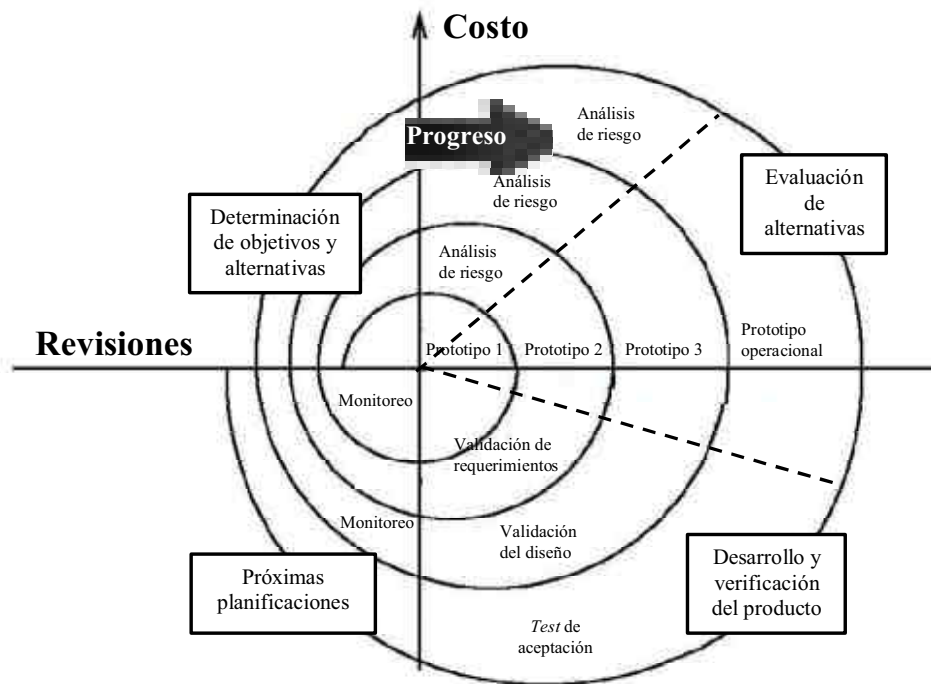 Costo
Análisis
de riesgo
Progreso
Análisis
de riesgo
Evaluación
de
alternativas
Determinación
de objetivos y
alternativas
Análisis
de riesgo
Revisiones
Prototipo 1
Prototipo 2
Prototipo 3
Prototipo
operacional
Monitoreo
Validación de
requerimientos
Monitoreo
Validación
del diseño
Desarrollo y
verificación
del producto
Próximas
planificaciones
Test de
aceptación